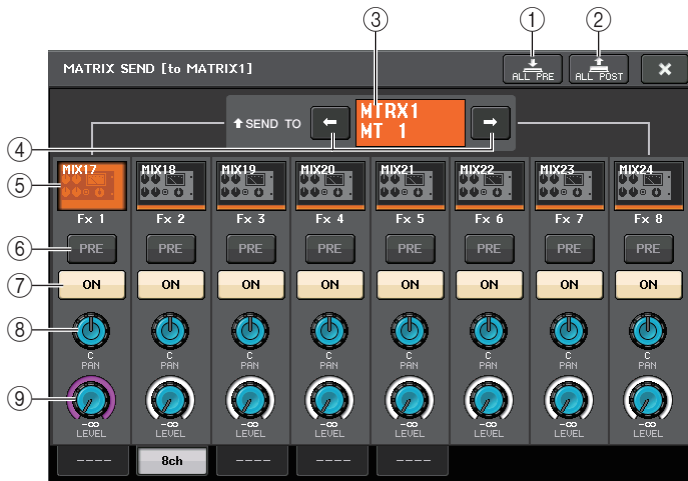 ① ② ③
MATRIX SEND [to MATRIX1]
ALL PRE
ALL POST
×
SEND TO
MTRX1
MT 1
④
⑤
MIX17 MIX18 MIX19 MIX20 MIX21 MIX22 MIX23 MIX24
Fx 1 Fx 2 Fx 3 Fx 4 Fx 5 Fx 6 Fx 7 Fx 8
⑥
PRE PRE PRE PRE PRE PRE PRE PRE
⑦
ON ON ON ON ON ON ON ON
⑧
C C C C C C C C
PAN PAN PAN PAN PAN PAN PAN PAN
⑨
-∞ -∞ -∞ -∞ -∞ -∞ -∞ -∞
LEVEL LEVEL LEVEL LEVEL LEVEL LEVEL LEVEL LEVEL
---- 8ch ---- ---- ----